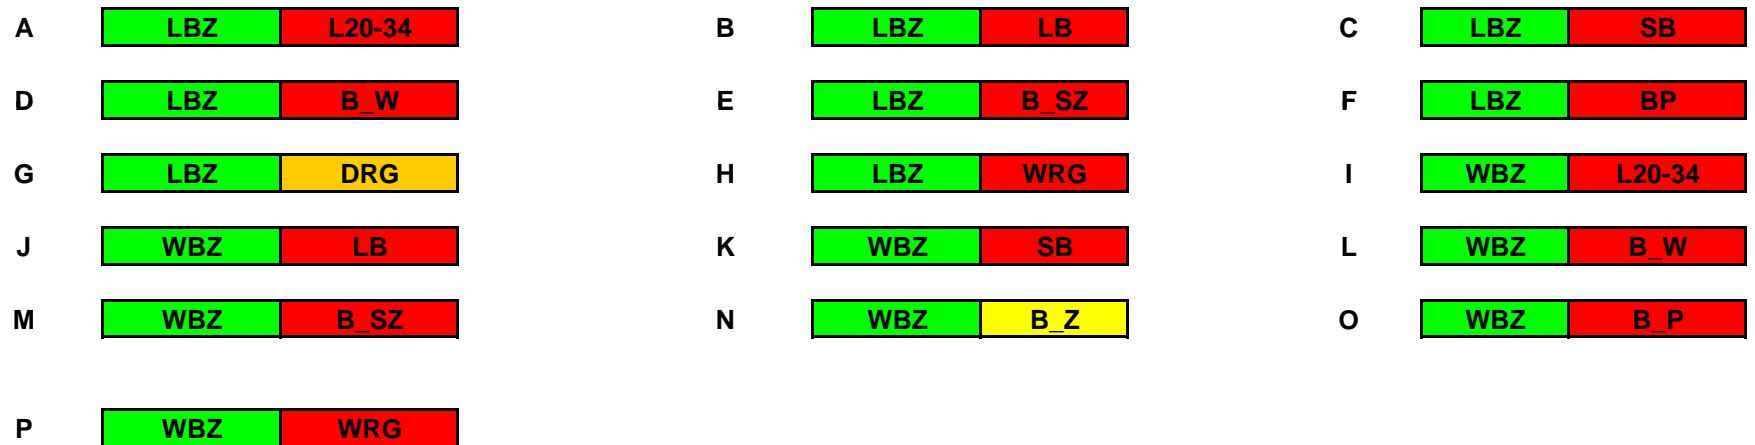 A LBZ L20-34 B LBZ LB C LBZ SB
D LBZ B_W E LBZ B_SZ F LBZ BP
G LBZ DRG H LBZ WRG I WBZ L20-34
J WBZ LB K WBZ SB L WBZ B_W
M WBZ B_SZ N WBZ B_Z O WBZ B_P
P WBZ WRG